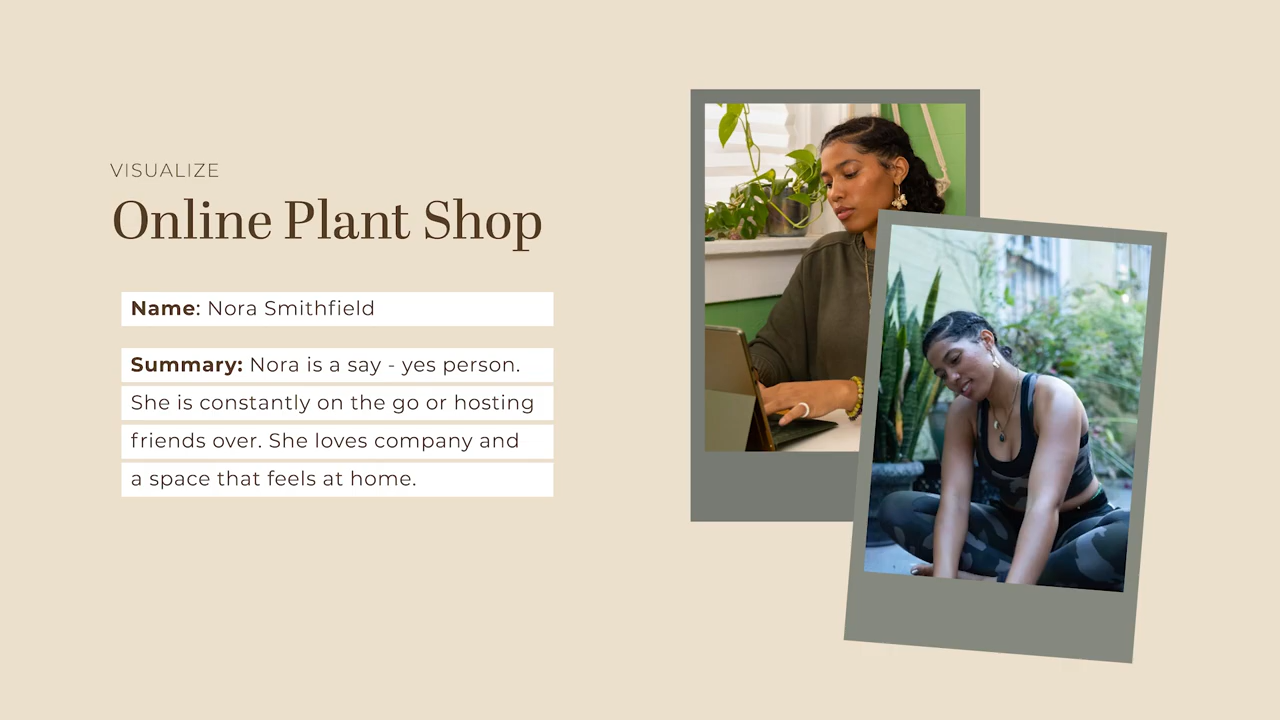 VISUALIZE
Online Plant Shop
Name: Nora Smithfield
Summary: Nora is a say - yes person.
She is constantly on the go or hosting
friends over. She loves company and
a space that feels at home.